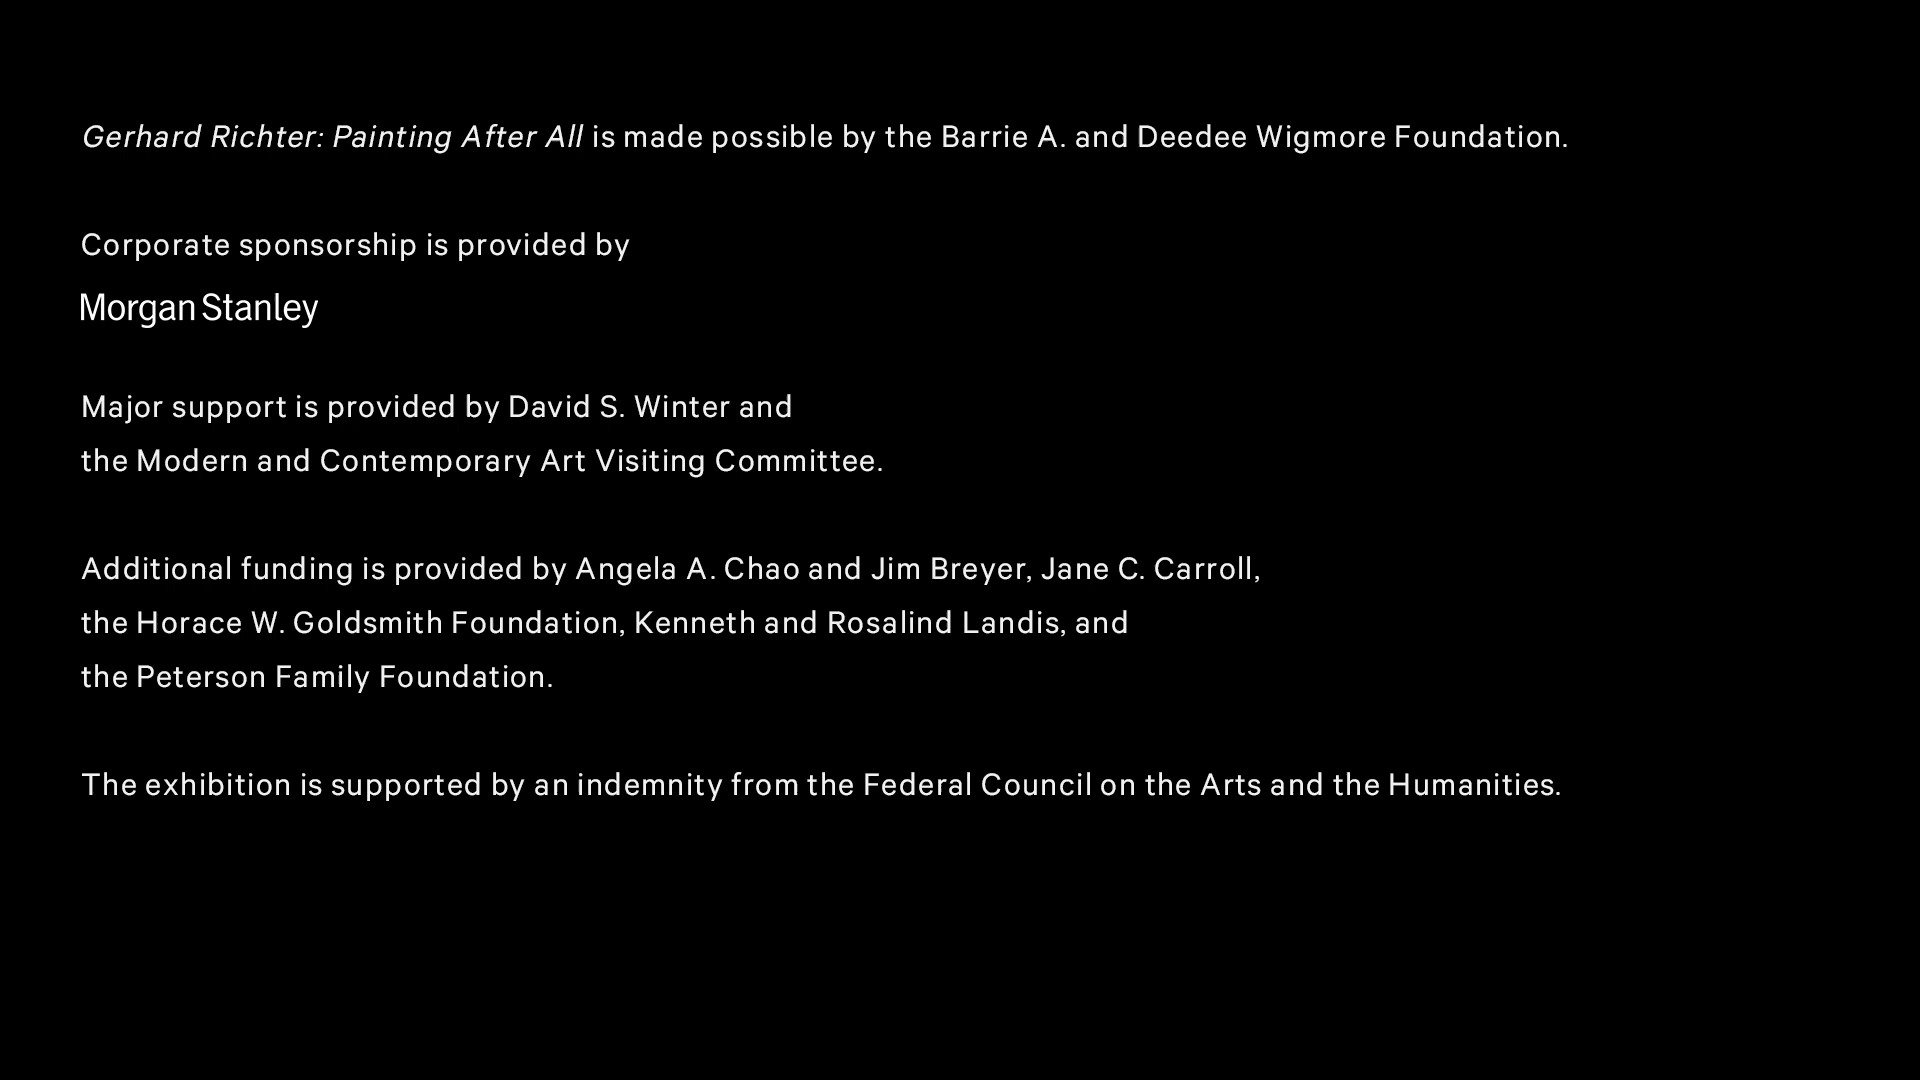 Gerhard Richter: Painting After All is made possible by the Barrie A. and Deedee Wigmore Foundation.
Corporate sponsorship is provided by
Morgan Stanley
Major support is provided by David S. Winter and
the Modern and Contemporary Art Visiting Committee.
Additional funding is provided by Angela A. Chao and Jim Breyer, Jane C. Carroll,
the Horace W. Goldsmith Foundation, Kenneth and Rosalind Landis, and
the Peterson Family Foundation.
The exhibition is supported by an indemnity from the Federal Council on the Arts and the Humanities.